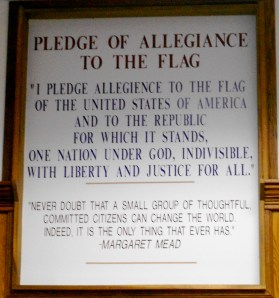 PLEDGE OF ALLEGIANCE
TO THE FLAG
"I PLEDGE ALLEGIENCE TO THE FLAG
OF THE UNITED STATES OF AMERICA
AND TO THE REPUBLIC
FOR WHICH IT STANDS,
ONE NATION UNDER GOD, INDIVISIBLE,
WITH LIBERTY AND JUSTICE FOR ALL."
"NEVER DOUBT THAT A SMALL GROUP OF THOUGHTFUL,
COMMITTED CITIZENS CAN CHANGE THE WORLD.
INDEED, IT IS THE ONLY THING THAT EVER HAS."
-MARGARET MEAD